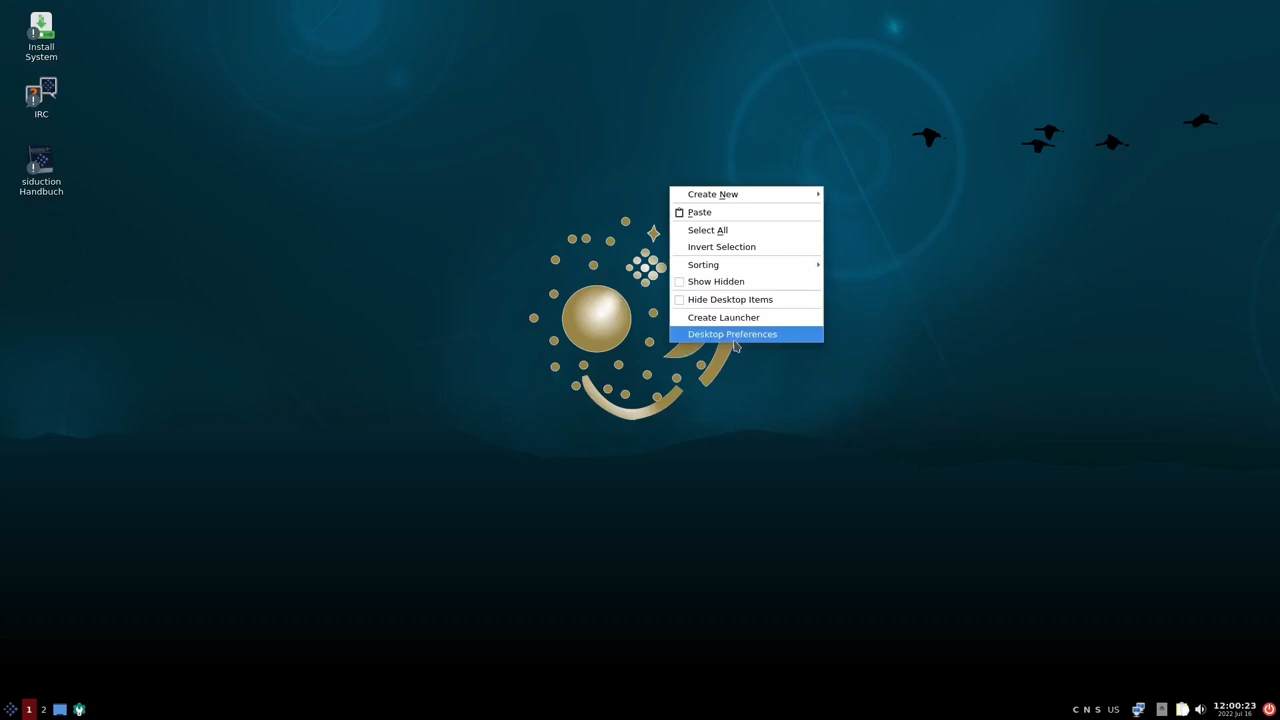 Install
System
IRC
siduction
Handbuch
Create New
Paste
Select All
Invert Selection
Sorting
Show Hidden
Hide Desktop Items
Create Launcher
Desktop Preferences
1 2
C N S US
12:00:23
2022 Jul 16